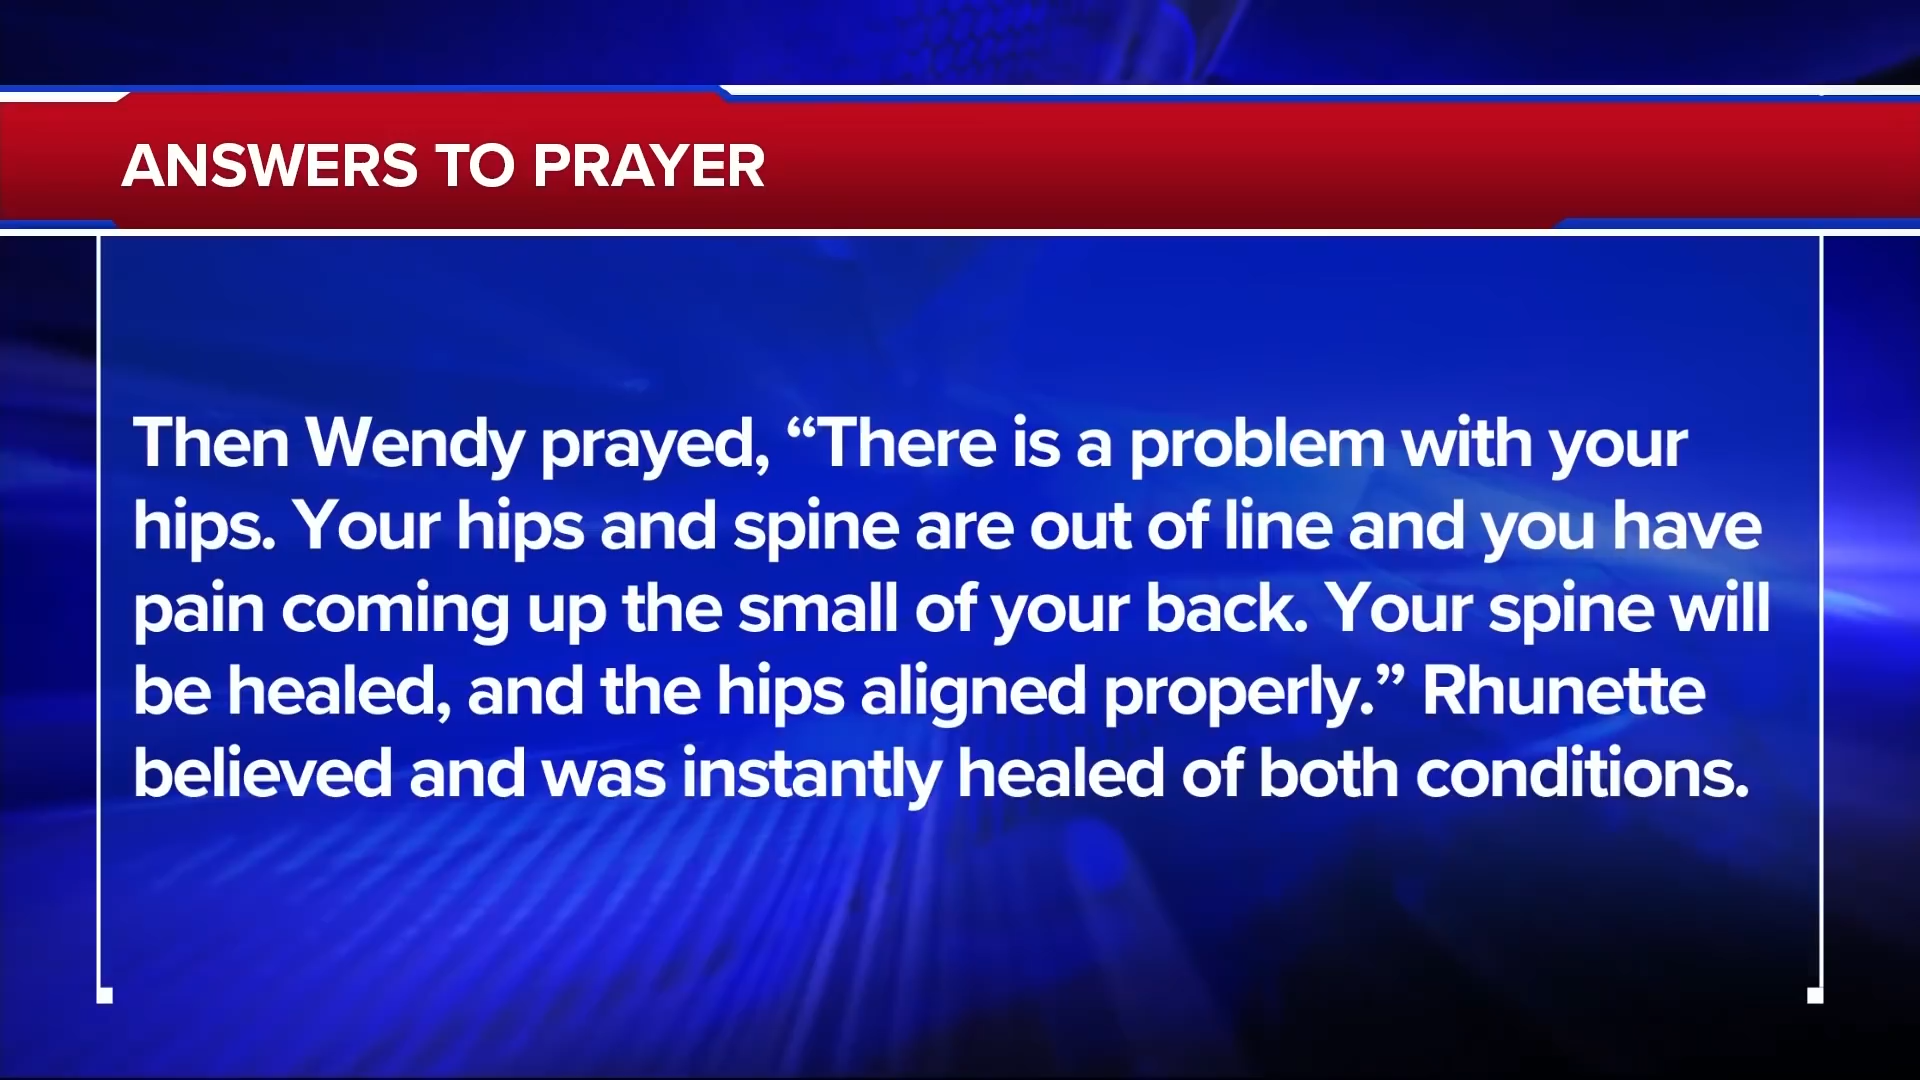 ANSWERS TO PRAYER
Then Wendy prayed, “There is a problem with your
hips. Your hips and spine are out of line and you have
pain coming up the small of your back. Your spine will
be healed, and the hips aligned properly.” Rhunette
believed and was instantly healed of both conditions.